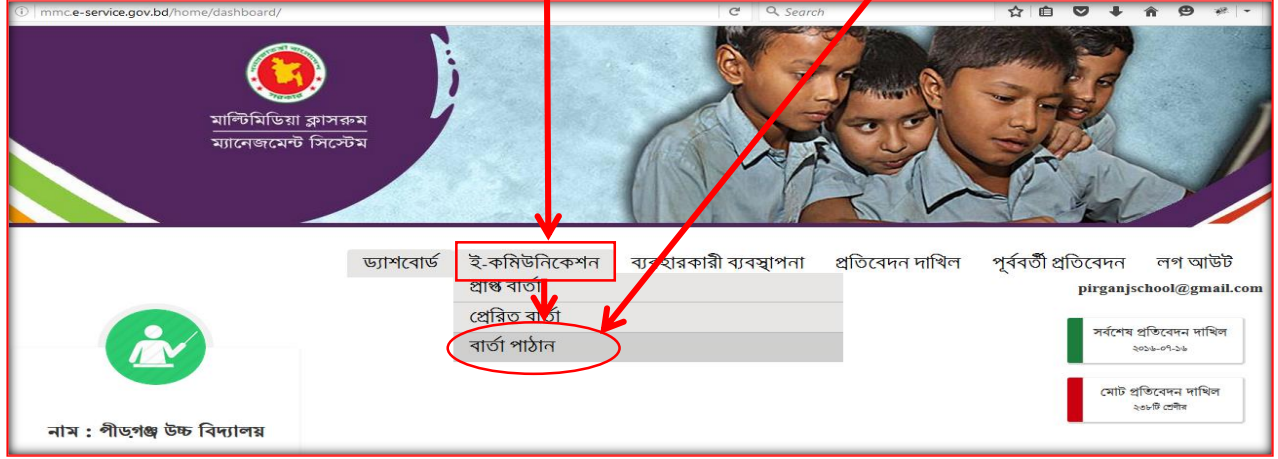 mmc.e-service.gov.bd/home/dashboard/
Search
মাল্টিমিডিয়া ক্লাসরুম
ম্যানেজমেন্ট সিস্টেম
ড্যাশবোর্ড ই-কমিউনিকেশন ব্যবহারকারী ব্যবস্থাপনা প্রতিবেদন দাখিল পূর্ববর্তী প্রতিবেদন লগ আউট
pirganjschool@gmail.com
প্রাপ্ত বার্তা
প্রেরিত বার্তা
বার্তা পাঠান
সর্বশেষ প্রতিবেদন দাখিল
২০১৬-০৭-১৬
মোট প্রতিবেদন দাখিল
২৩৮টি শ্রেণীর
নাম : পীড়গঞ্জ উচ্চ বিদ্যালয়